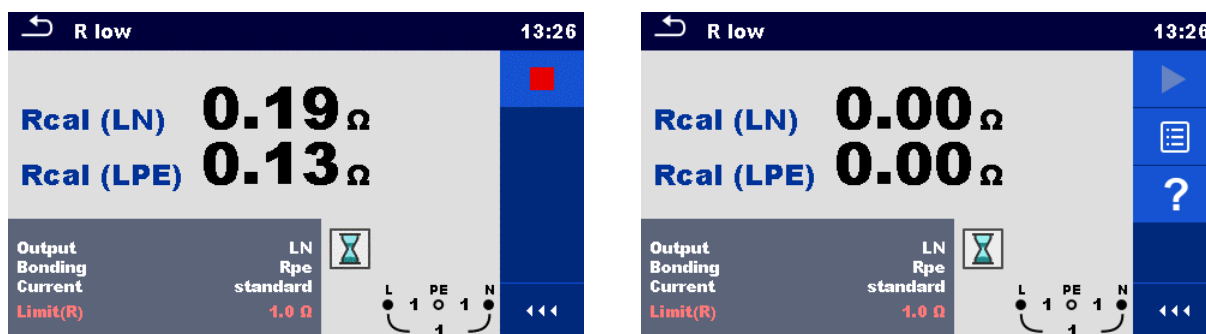 R low 13:26
Rcal (LN) 0.19 Ω
Rcal (LPE) 0.13 Ω
Output LN
Bonding Rpe
Current standard
Limit(R) 1.0 Ω
L PE N
1 1
1
R low 13:26
Rcal (LN) 0.00 Ω
Rcal (LPE) 0.00 Ω
?
Output LN
Bonding Rpe
Current standard
Limit(R) 1.0 Ω
L PE N
1 1
1